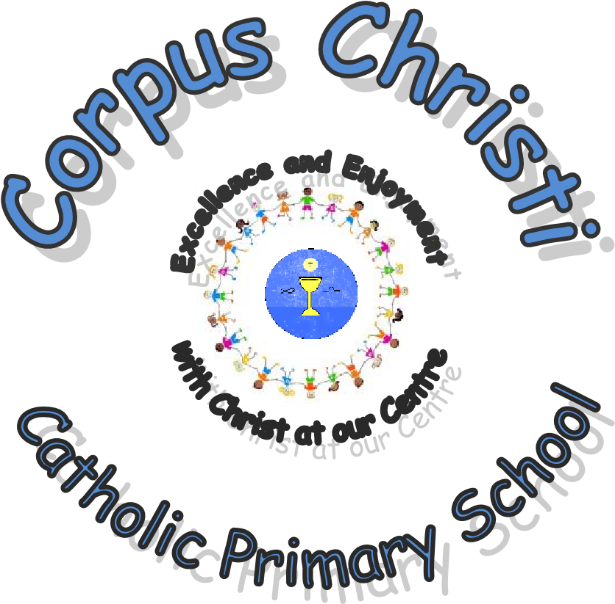 Corpus Christi
Excellence and Enjoyment
with Christ at our Centre
Catholic Primary School